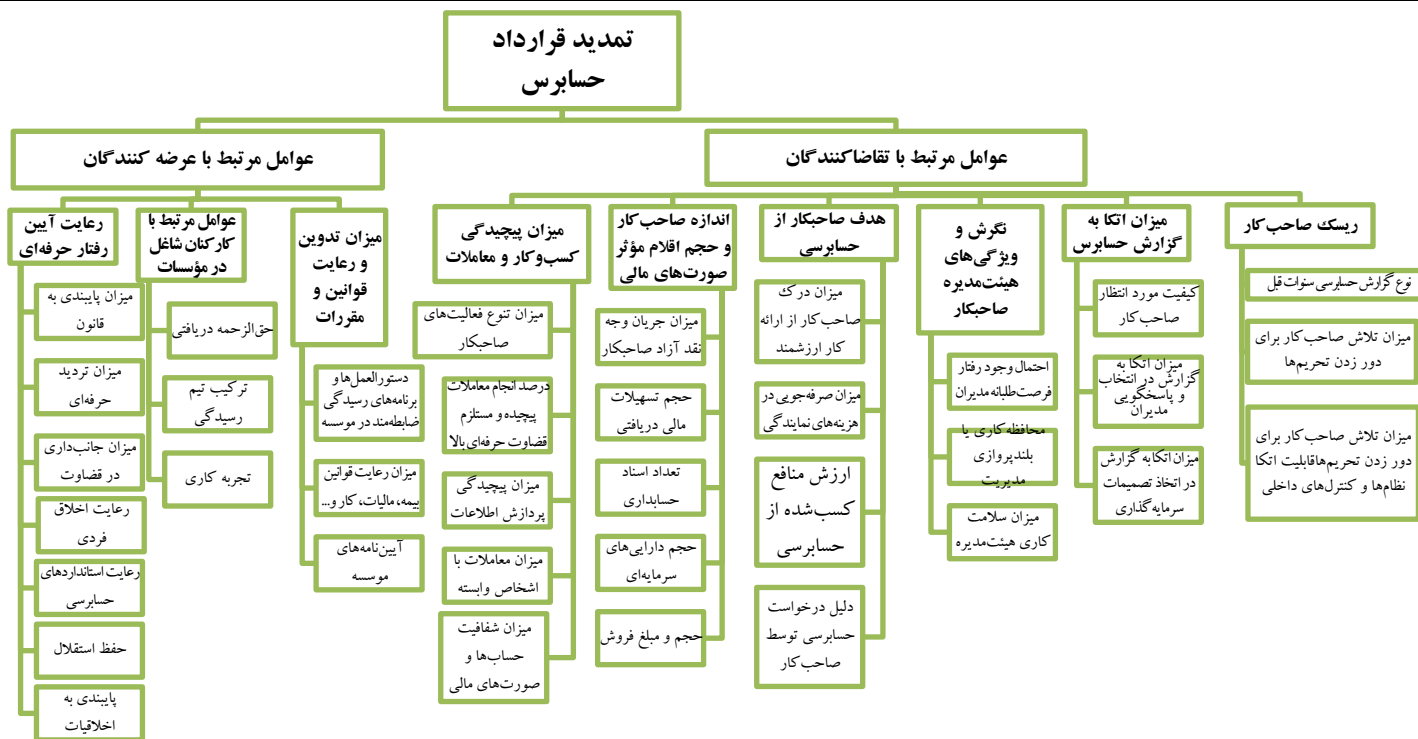 تمدید قرارداد
حسابرس
عوامل مرتبط با تقاضاکنندگان
عوامل مرتبط با عرضه کنندگان
ریسک صاحب‌کار
نوع گزارش حسابرسی سنوات قبل
میزان تلاش صاحب‌کار برای
دور زدن تحریم‌ها
میزان تلاش صاحب‌کار برای
دور زدن تحریم‌هاقابلیت اتکا
نظام‌ها و کنترل‌های داخلی
میزان اتکا به
گزارش حسابرس
کیفیت مورد انتظار
صاحب‌کار
میزان اتکا به
گزارش در انتخاب
و پاسخگویی
مدیران
میزان اتکا به گزارش
در اتخاذ تصمیمات
سرمایه‌گذاری
نگرش و
ویژگی‌های
هیئت‌مدیره
صاحبکار
احتمال وجود رفتار
فرصت‌طلبانه مدیران
محافظه‌کاری یا
بلندپروازی
مدیریت
میزان سلامت
کاری هیئت‌مدیره
هدف صاحبکار از
حسابرسی
میزان درک
صاحب‌کار از ارائه
کار ارزشمند
میزان صرفه‌جویی در
هزینه‌های نمایندگی
ارزش منافع
کسب‌شده از
حسابرسی
دلیل درخواست
حسابرسی توسط
صاحب‌کار
اندازه صاحب‌کار
و حجم اقلام مؤثر
صورت‌های مالی
میزان جریان وجه
نقد آزاد صاحبکار
حجم تسهیلات
مالی دریافتی
تعداد اسناد
حسابداری
حجم دارایی‌های
سرمایه‌ای
حجم و مبلغ فروش
میزان پیچیدگی
کسب‌وکار و معاملات
میزان تنوع فعالیت‌های
صاحبکار
درصد انجام معاملات
پیچیده و مستلزم
قضاوت حرفه‌ای بالا
میزان پیچیدگی
پردازش اطلاعات
میزان معاملات با
اشخاص وابسته
میزان شفافیت
حساب‌ها و
صورت‌های مالی
میزان تدوین
و رعایت
قوانین و
مقررات
دستورالعمل‌ها و
برنامه‌های رسیدگی
ضابطه‌مند در موسسه
میزان رعایت قوانین
بیمه، مالیات، کار و...
آیین‌نامه‌های
موسسه
عوامل مرتبط با
کارکنان شاغل
در مؤسسات
حق‌الزحمه دریافتی
ترکیب تیم
رسیدگی
تجربه کاری
رعایت آیین
رفتار حرفه‌ای
میزان پایبندی به
قانون
میزان تردید
حرفه‌ای
میزان جانب‌داری
در قضاوت
رعایت اخلاق
فردی
رعایت استانداردهای
حسابرسی
حفظ استقلال
پایبندی به
اخلاقیات